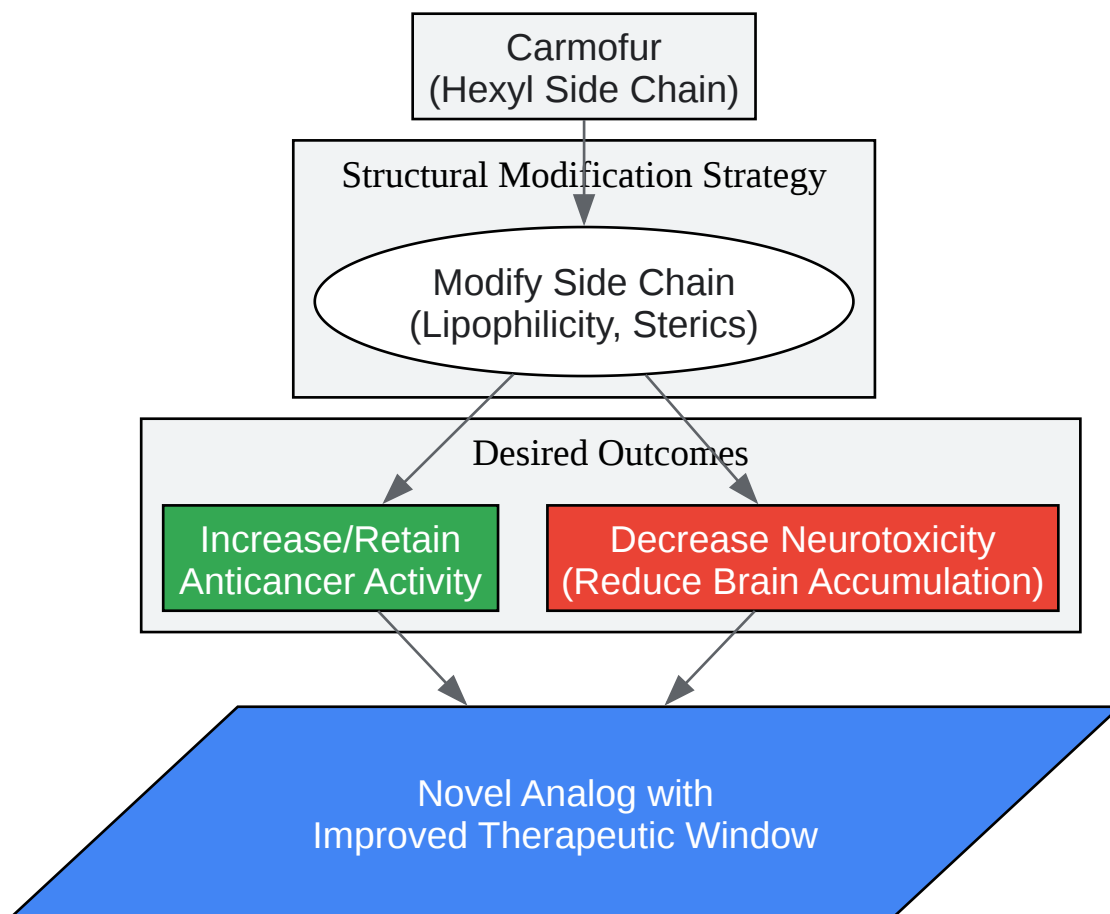 Carmofur
(Hexyl Side Chain)
Structural Modification Strategy
Modify Side Chain
(Lipophilicity, Sterics)
Desired Outcomes
Increase/Retain
Anticancer Activity
Decrease Neurotoxicity
(Reduce Brain Accumulation)
Novel Analog with
Improved Therapeutic Window